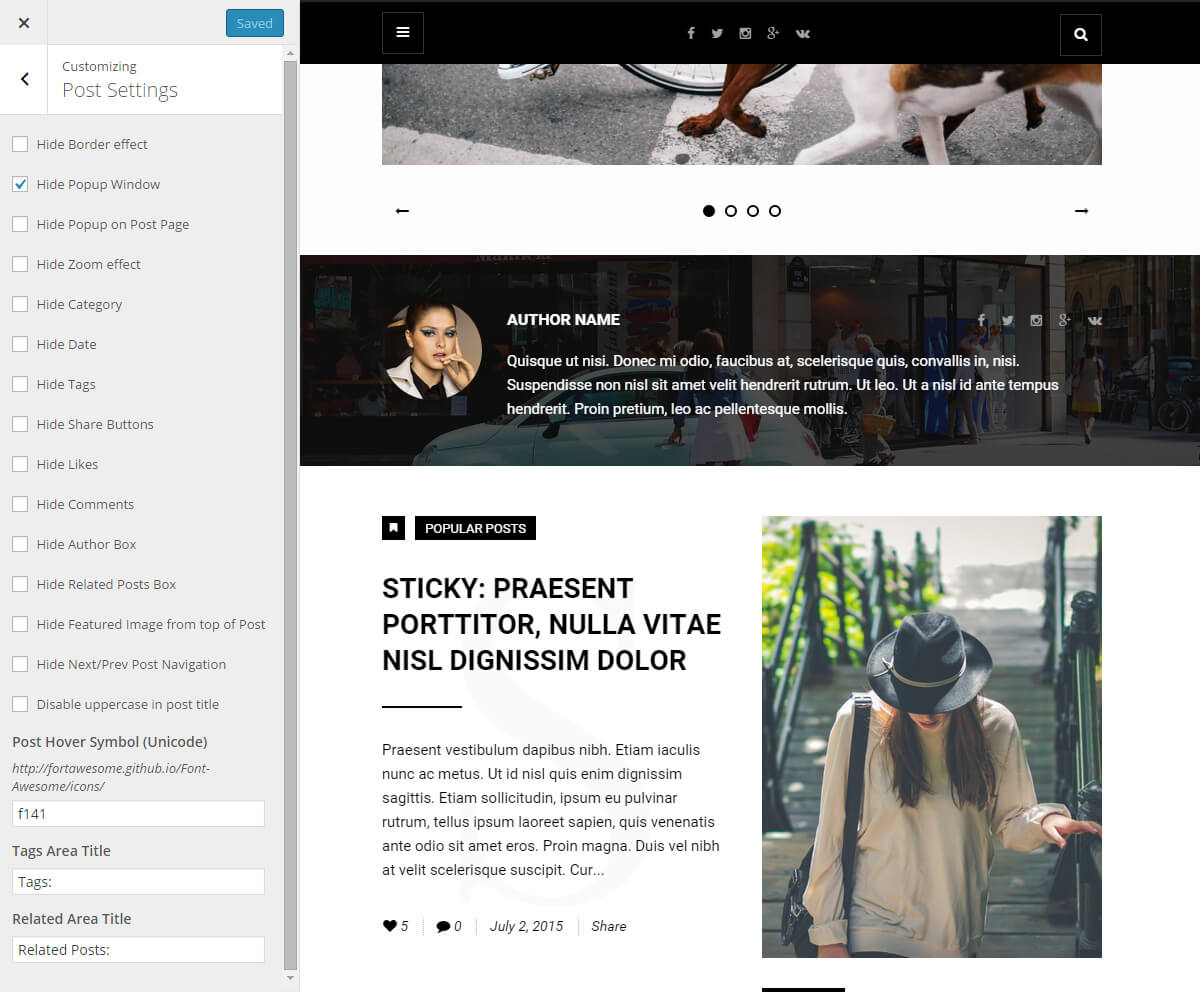 Saved
Customizing
Post Settings
Hide Border effect
Hide Popup Window
Hide Popup on Post Page
Hide Zoom effect
Hide Category
Hide Date
Hide Tags
Hide Share Buttons
Hide Likes
Hide Comments
Hide Author Box
Hide Related Posts Box
Hide Featured Image from top of Post
Hide Next/Prev Post Navigation
Disable uppercase in post title
Post Hover Symbol (Unicode)
http://fortawesome.github.io/Font-
Awesome/icons/
f141
Tags Area Title
Tags:
Related Area Title
Related Posts:
AUTHOR NAME
Quisque ut nisi. Donec mi odio, faucibus at, scelerisque quis, convallis in, nisi.
Suspendisse non nisl sit amet velit hendrerit rutrum. Ut leo. Ut a nisl id ante tempus
hendrerit. Proin pretium, leo ac pellentesque mollis.
POPULAR POSTS
S
STICKY: PRAESENT
PORTTITOR, NULLA VITAE
NISL DIGNISSIM DOLOR
Praesent vestibulum dapibus nibh. Etiam iaculis
nunc ac metus. Ut id nisl quis enim dignissim
sagittis. Etiam sollicitudin, ipsum eu pulvinar
rutrum, tellus ipsum laoreet sapien, quis venenatis
ante odio sit amet eros. Proin magna. Duis vel nibh
at velit scelerisque suscipit. Cur...
5 0 July 2, 2015 Share